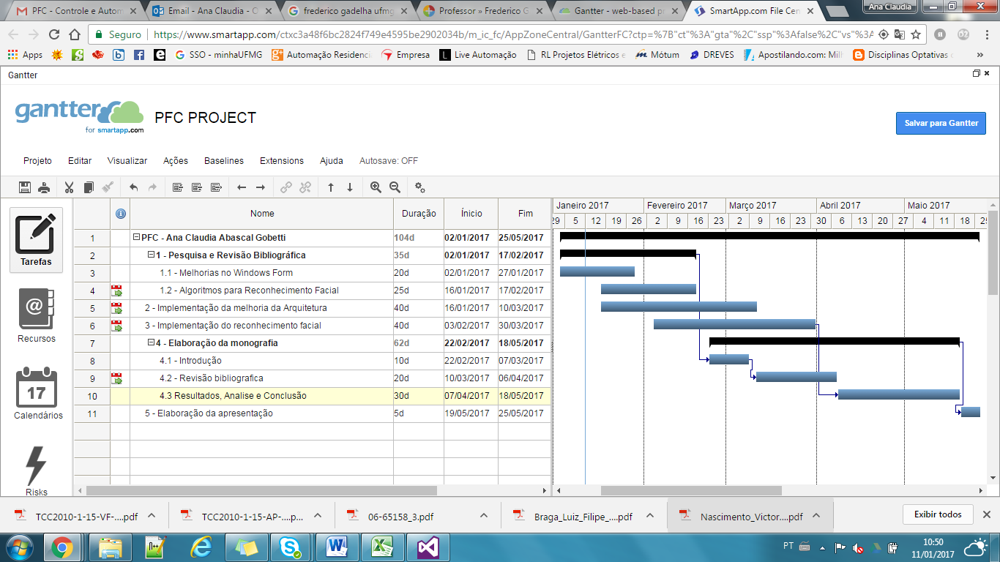 PFC - Controle e Autom
Email - Ana Claudia - O
frederico gadelha ufmg
Professor » Frederico G
Gantter - web-based pr
SmartApp.com File Cen
Ana Claudia
Seguro https://www.smartapp.com/ctxc3a48f6bc2824f749e4595be2902034b/m_ic_fc/AppZoneCentral/GantterFC?ctp=%7B"ct"%3A"gta"%2C"ssp"%3Afalse%2C"vs"%3A
Apps SSO - minhaUFMG Automação Residenci Empresa Live Automação RL Projetos Elétricos e Mótum DREVES Apostilando.com: Mil Disciplinas Optativas »
Gantter
gantter
for smartapp.com
PFC PROJECT
Salvar para Gantter
Projeto Editar Visualizar Ações Baselines Extensions Ajuda Autosave: OFF
Nome Duração Ínicio Fim
Janeiro 2017 Fevereiro 2017 Março 2017 Abril 2017 Maio 2017
29 5 12 19 26 2 9 16 23 2 9 16 23 30 6 13 20 27 4 11 18 25
1 PFC - Ana Claudia Abascal Gobetti 104d 02/01/2017 25/05/2017
2 1 - Pesquisa e Revisão Bibliográfica 35d 02/01/2017 17/02/2017
3 1.1 - Melhorias no Windows Form 20d 02/01/2017 27/01/2017
4 1.2 - Algoritmos para Reconhecimento Facial 25d 16/01/2017 17/02/2017
5 2 - Implementação da melhoria da Arquitetura 40d 16/01/2017 10/03/2017
6 3 - Implementação do reconhecimento facial 40d 03/02/2017 30/03/2017
7 4 - Elaboração da monografia 62d 22/02/2017 18/05/2017
8 4.1 - Introdução 10d 22/02/2017 07/03/2017
9 4.2 - Revisão bibliografica 20d 10/03/2017 06/04/2017
10 4.3 Resultados, Analise e Conclusão 30d 07/04/2017 18/05/2017
11 5 - Elaboração da apresentação 5d 19/05/2017 25/05/2017
Tarefas
Recursos
17
Calendários
Risks
TCC2010-1-15-VF-....pdf
TCC2010-1-15-AP-....p...
06-65158_3.pdf
Braga_Luiz_Filipe_....pdf
Nascimento_Victor....pdf
Exibir todos
PT
10:50
11/01/2017